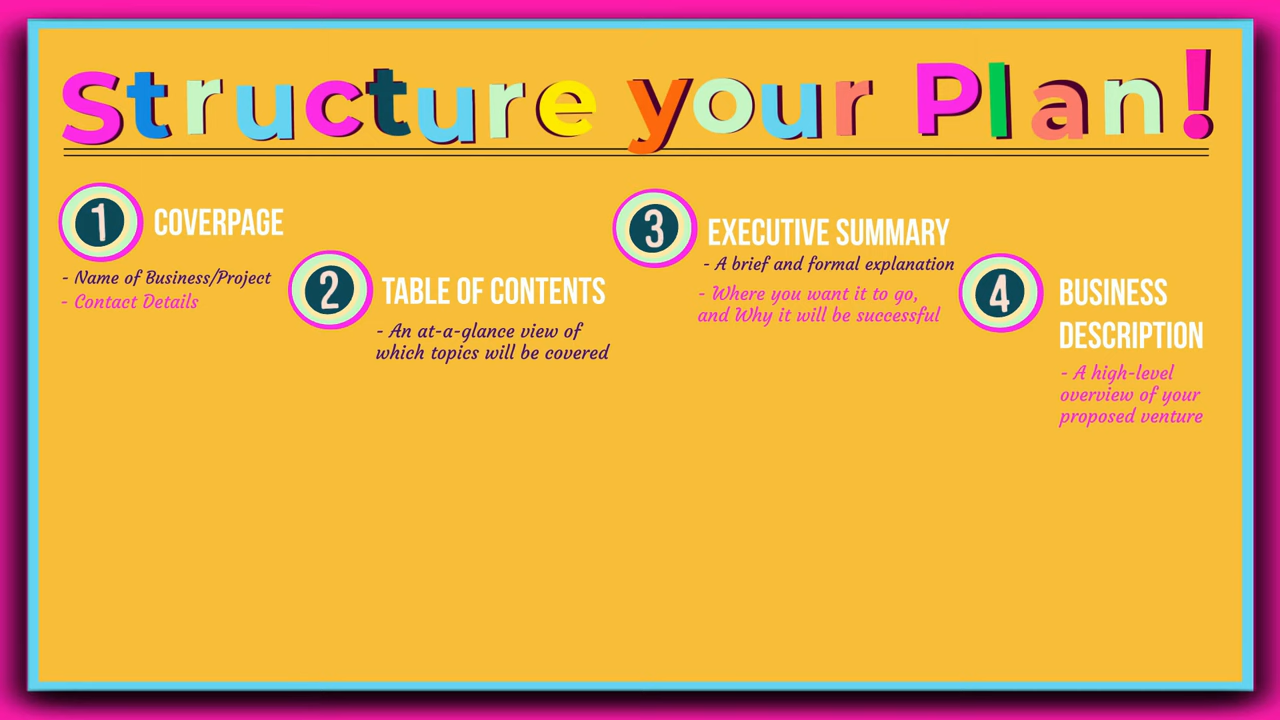 Structure your Plan!
1
COVERPAGE
- Name of Business/Project
- Contact Details
2
TABLE OF CONTENTS
- An at-a-glance view of
which topics will be covered
3
EXECUTIVE SUMMARY
- A brief and formal explanation
- Where you want it to go,
and Why it will be successful
4
BUSINESS
DESCRIPTION
- A high-level
overview of your
proposed venture